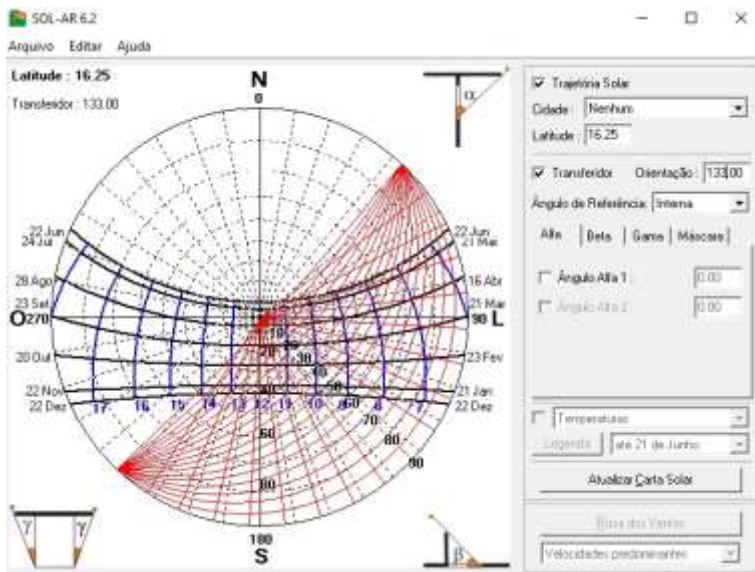 SOL-AR 6.2
Arquivo Editar Ajuda
Latitude : 16.25
Transferidor : 133.00
N
0
α
22 Jun
24 Jul
28 Ago
23 Set
O 270
20 Out
22 Nov
22 Dez
22 Jun
21 Mai
16 Abr
21 Mar
90 L
23 Fev
21 Jan
22 Dez
10
20
30
40
45
50
60
70
80
90
60
80
17 16 15 14 13 12 11 10 8 7
180
S
γ γ
β
Trajetória Solar
Cidade : Nenhum
Latitude : 16.25
Transferidor Orientação : 133.00
Ângulo de Referência: Interna
Alfa Beta Gama Máscara
Ângulo Alfa 1 : 0.00
Ângulo Alfa 2 0.00
Temperaturas
Legenda até 21 de Junho
Atualizar Carta Solar
Rosa dos Ventos
Velocidades predominantes